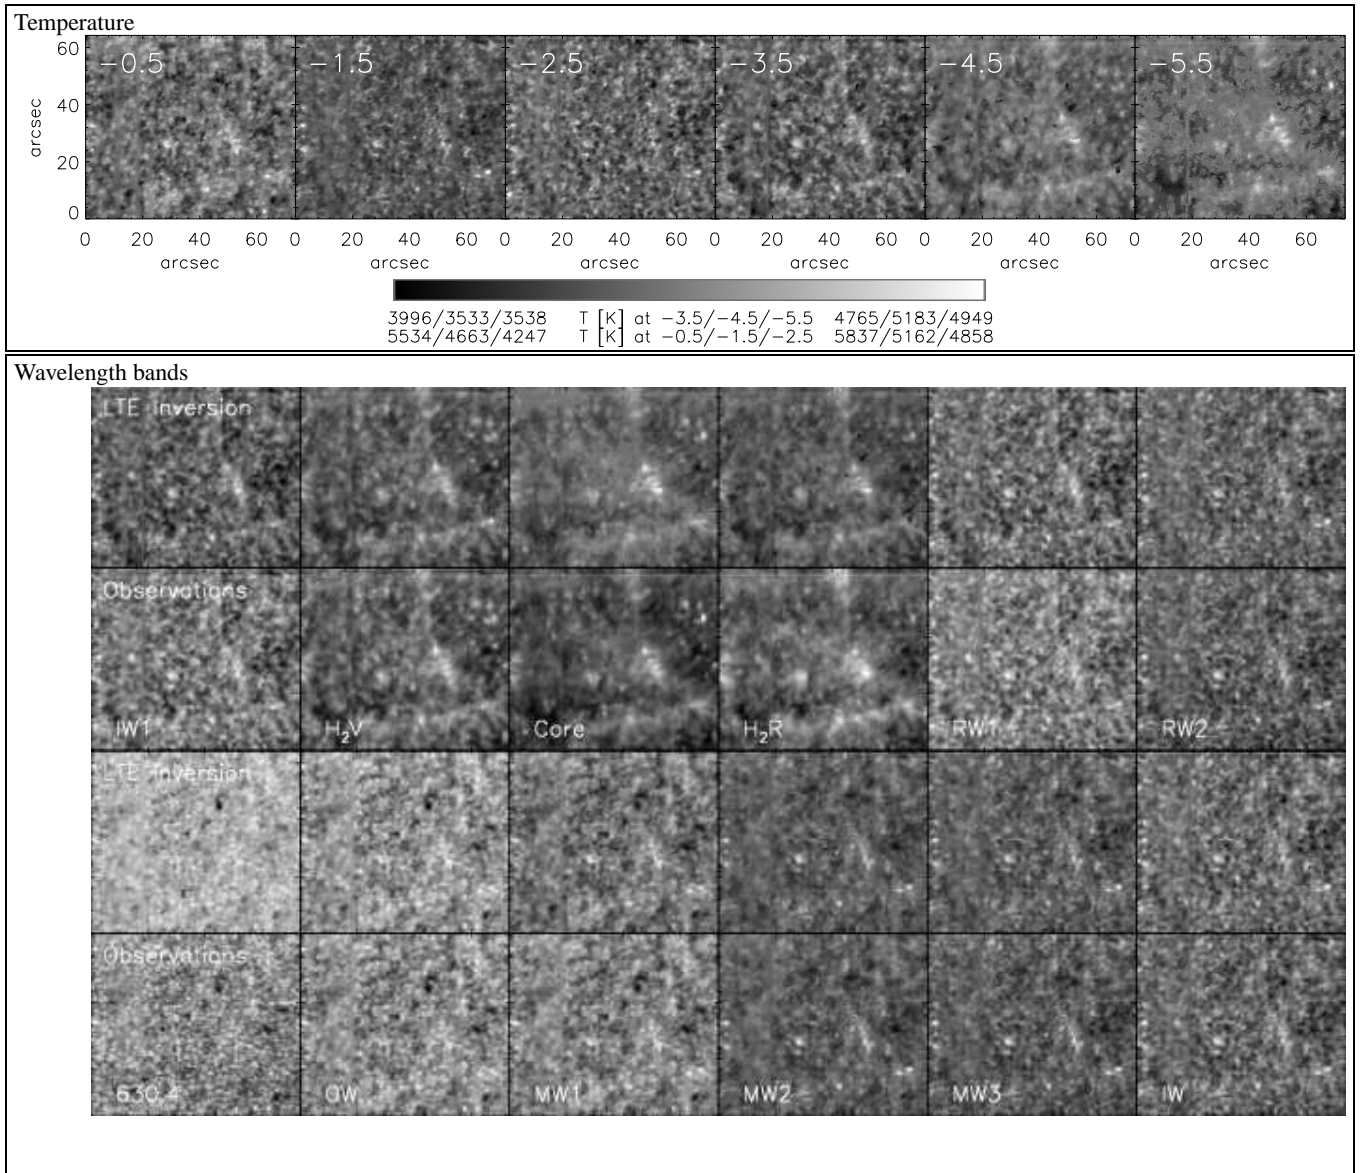 Temperature
-0.5 -1.5 -2.5 -3.5 -4.5 -5.5
60
40
20
0
arcsec
0 20 40 60 0 20 40 60 0 20 40 60 0 20 40 60 0 20 40 60 0 20 40 60
arcsec arcsec arcsec arcsec arcsec arcsec
3996/3533/3538 T [K] at -3.5/-4.5/-5.5 4765/5183/4949
5534/4663/4247 T [K] at -0.5/-1.5/-2.5 5837/5162/4858
Wavelength bands
LTE Inversion
Observations
IW1 H₂V Core H₂R RW1 RW2
LTE Inversion
Observations
630.4 OW MW1 MW2 MW3 IW